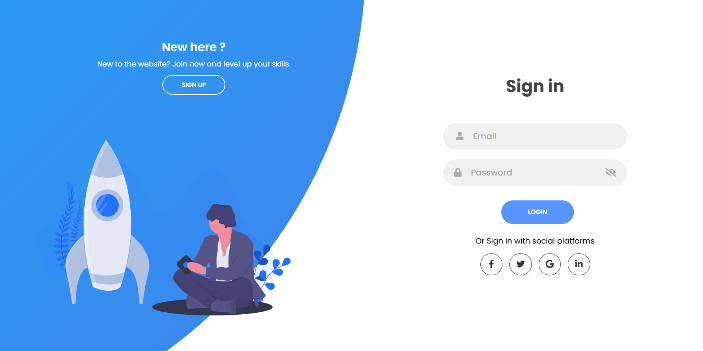 New here ?
New to the website? Join now and level up your skills.
SIGN UP
Sign in
Email
Password
LOGIN
Or Sign in with social platforms